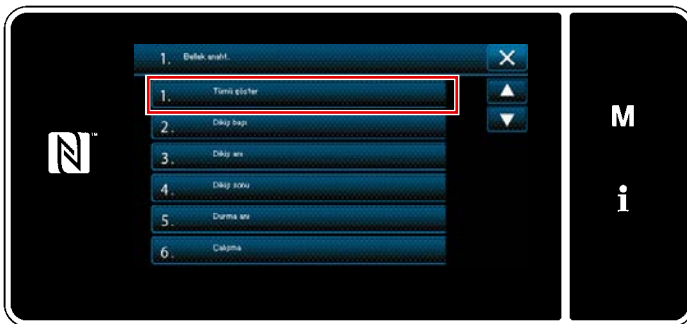 1. Bellek anaht.
1. Tümü göster
2. Dikiş başı
3. Dikiş anı
4. Dikiş sonu
5. Durma anı
6. Çalışma
M
i